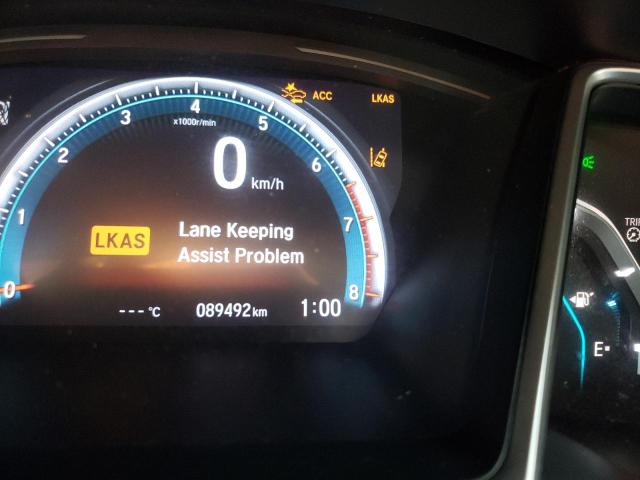 ACC LKAS
4
3 5
x1000r/min
2 0 6
km/h
1 LKAS Lane Keeping 7
Assist Problem
0 8
---°C 089492 km 1:00
TRIP
E